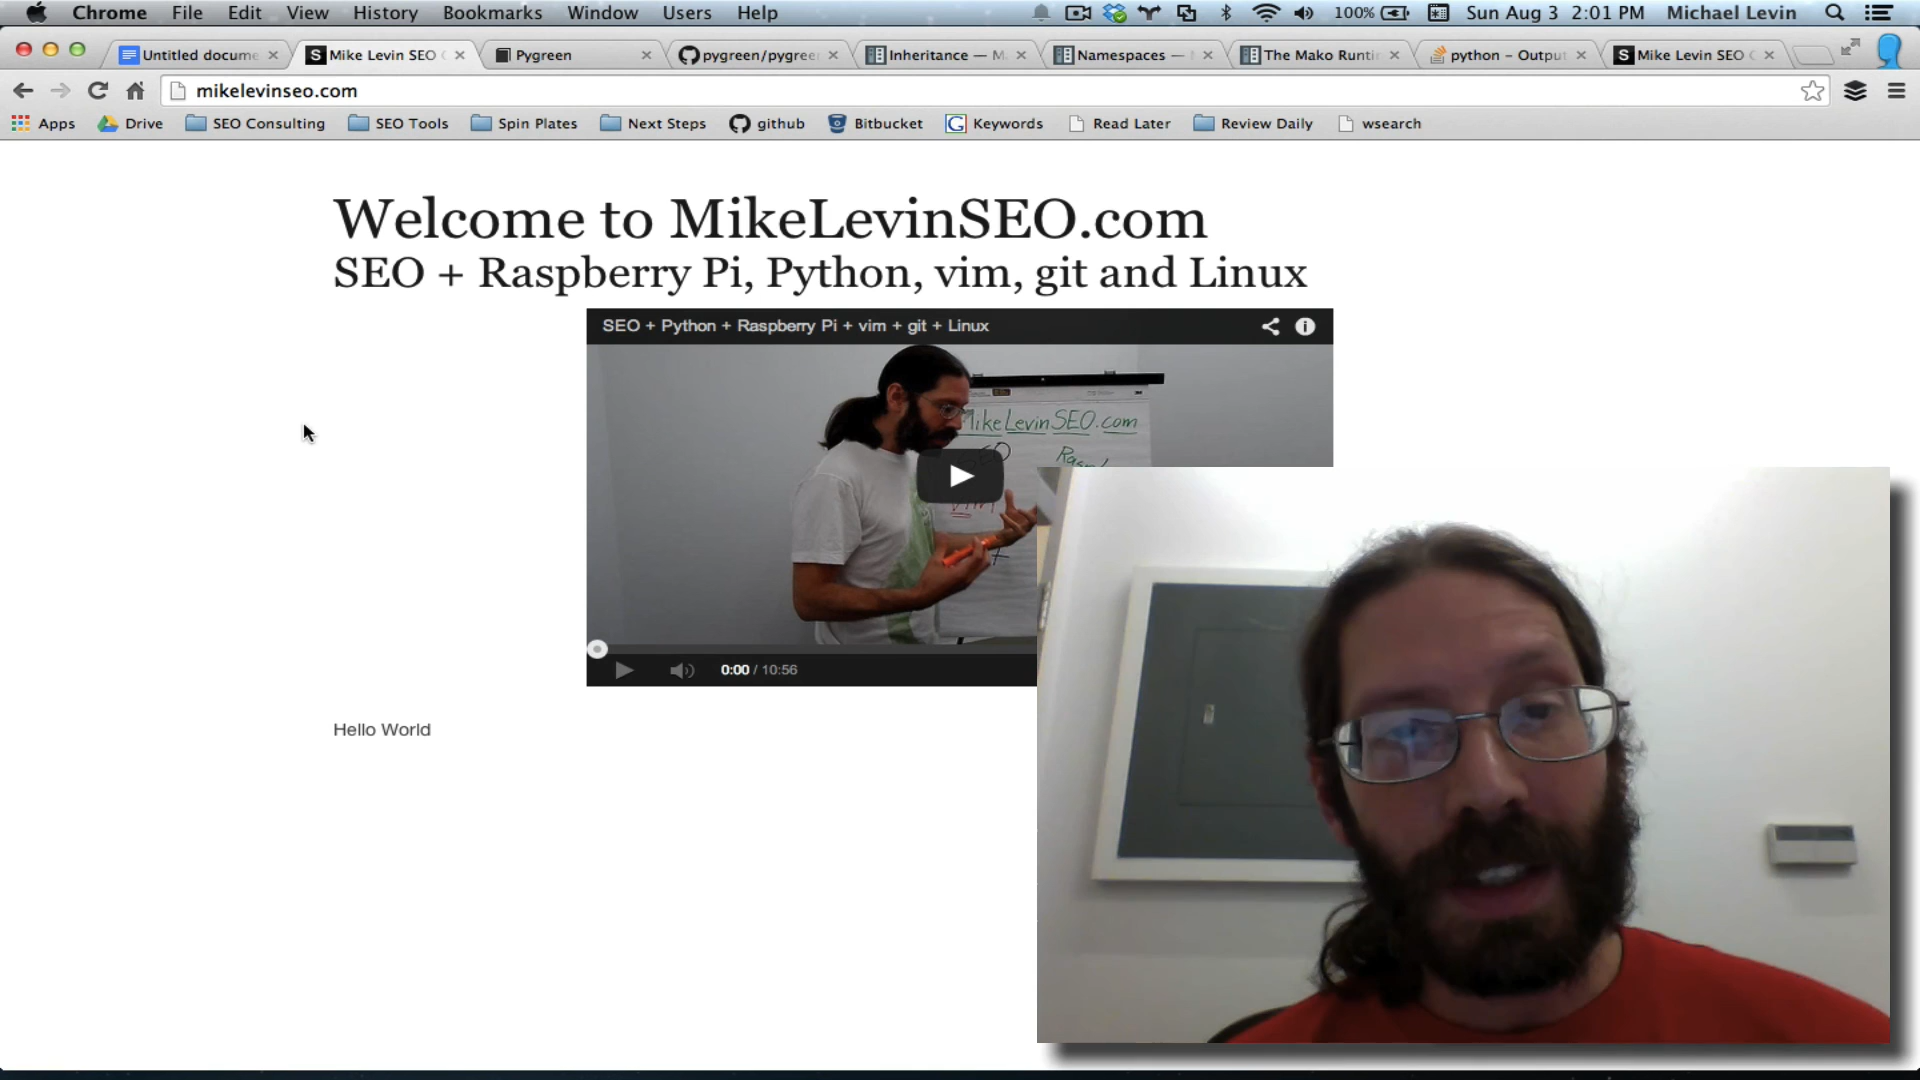 Chrome File Edit View History Bookmarks Window Users Help 100% Sun Aug 3 2:01 PM Michael Levin
Untitled docume Mike Levin SEO Pygreen pygreen/pygree Inheritance — M Namespaces — The Mako Runti python - Output Mike Levin SEO
mikelevinseo.com
Apps Drive SEO Consulting SEO Tools Spin Plates Next Steps github Bitbucket Keywords Read Later Review Daily wsearch
Welcome to MikeLevinSEO.com
SEO + Raspberry Pi, Python, vim, git and Linux
SEO + Python + Raspberry Pi + vim + git + Linux
MikeLevinSEO.com
SEO
vim
+
0:00 / 10:56
Hello World